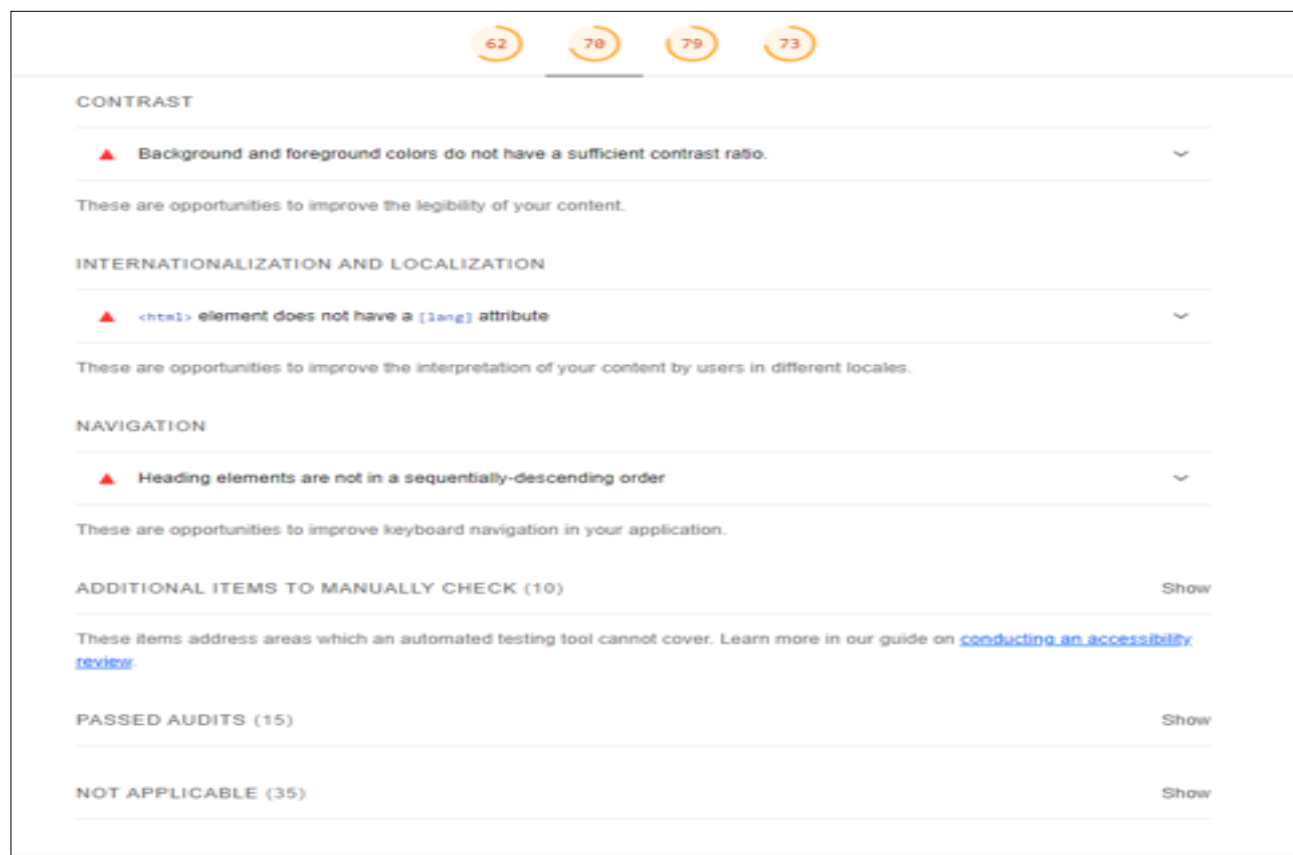 62 70 79 73
CONTRAST
Background and foreground colors do not have a sufficient contrast ratio.
These are opportunities to improve the legibility of your content.
INTERNATIONALIZATION AND LOCALIZATION
<html> element does not have a [lang] attribute
These are opportunities to improve the interpretation of your content by users in different locales.
NAVIGATION
Heading elements are not in a sequentially-descending order
These are opportunities to improve keyboard navigation in your application.
ADDITIONAL ITEMS TO MANUALLY CHECK (10) Show
These items address areas which an automated testing tool cannot cover. Learn more in our guide on conducting an accessibility
review.
PASSED AUDITS (15) Show
NOT APPLICABLE (35) Show